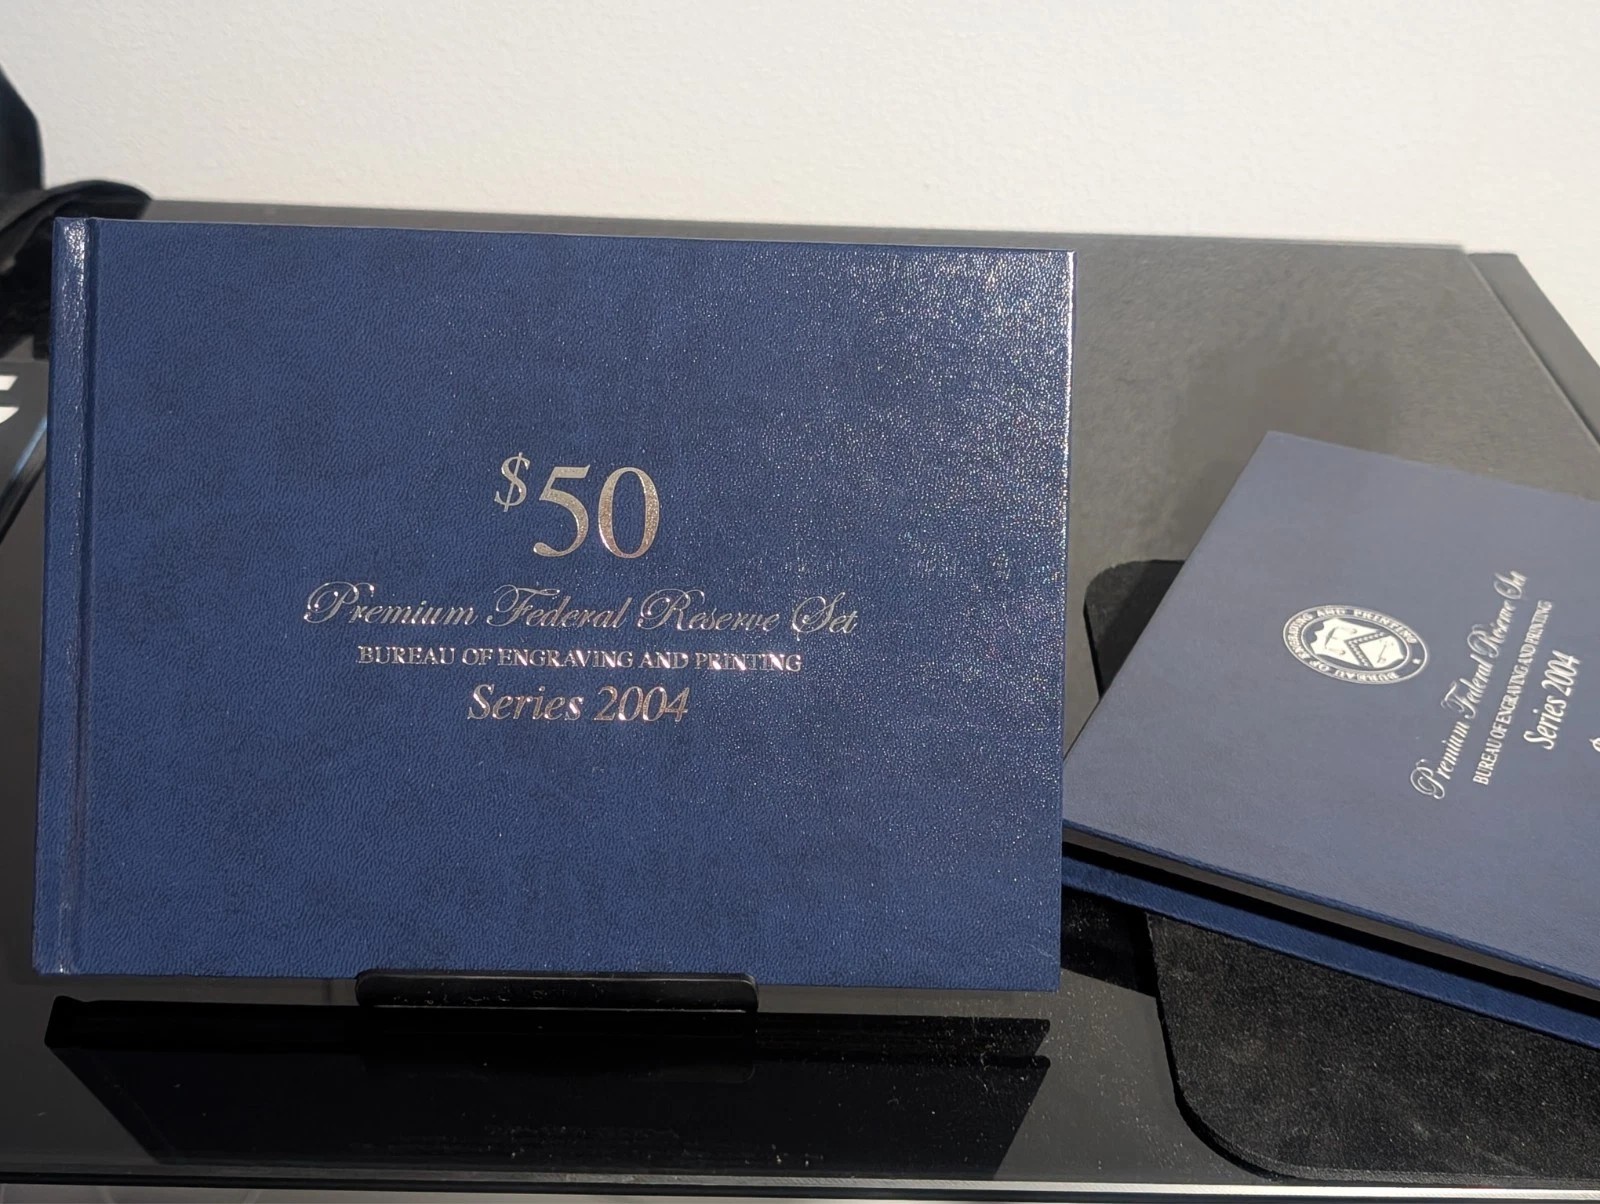 $50
Premium Federal Reserve Set
BUREAU OF ENGRAVING AND PRINTING
Series 2004
BUREAU OF ENGRAVING AND PRINTING
Premium Federal Reserve Set
BUREAU OF ENGRAVING AND PRINTING
Series 2004